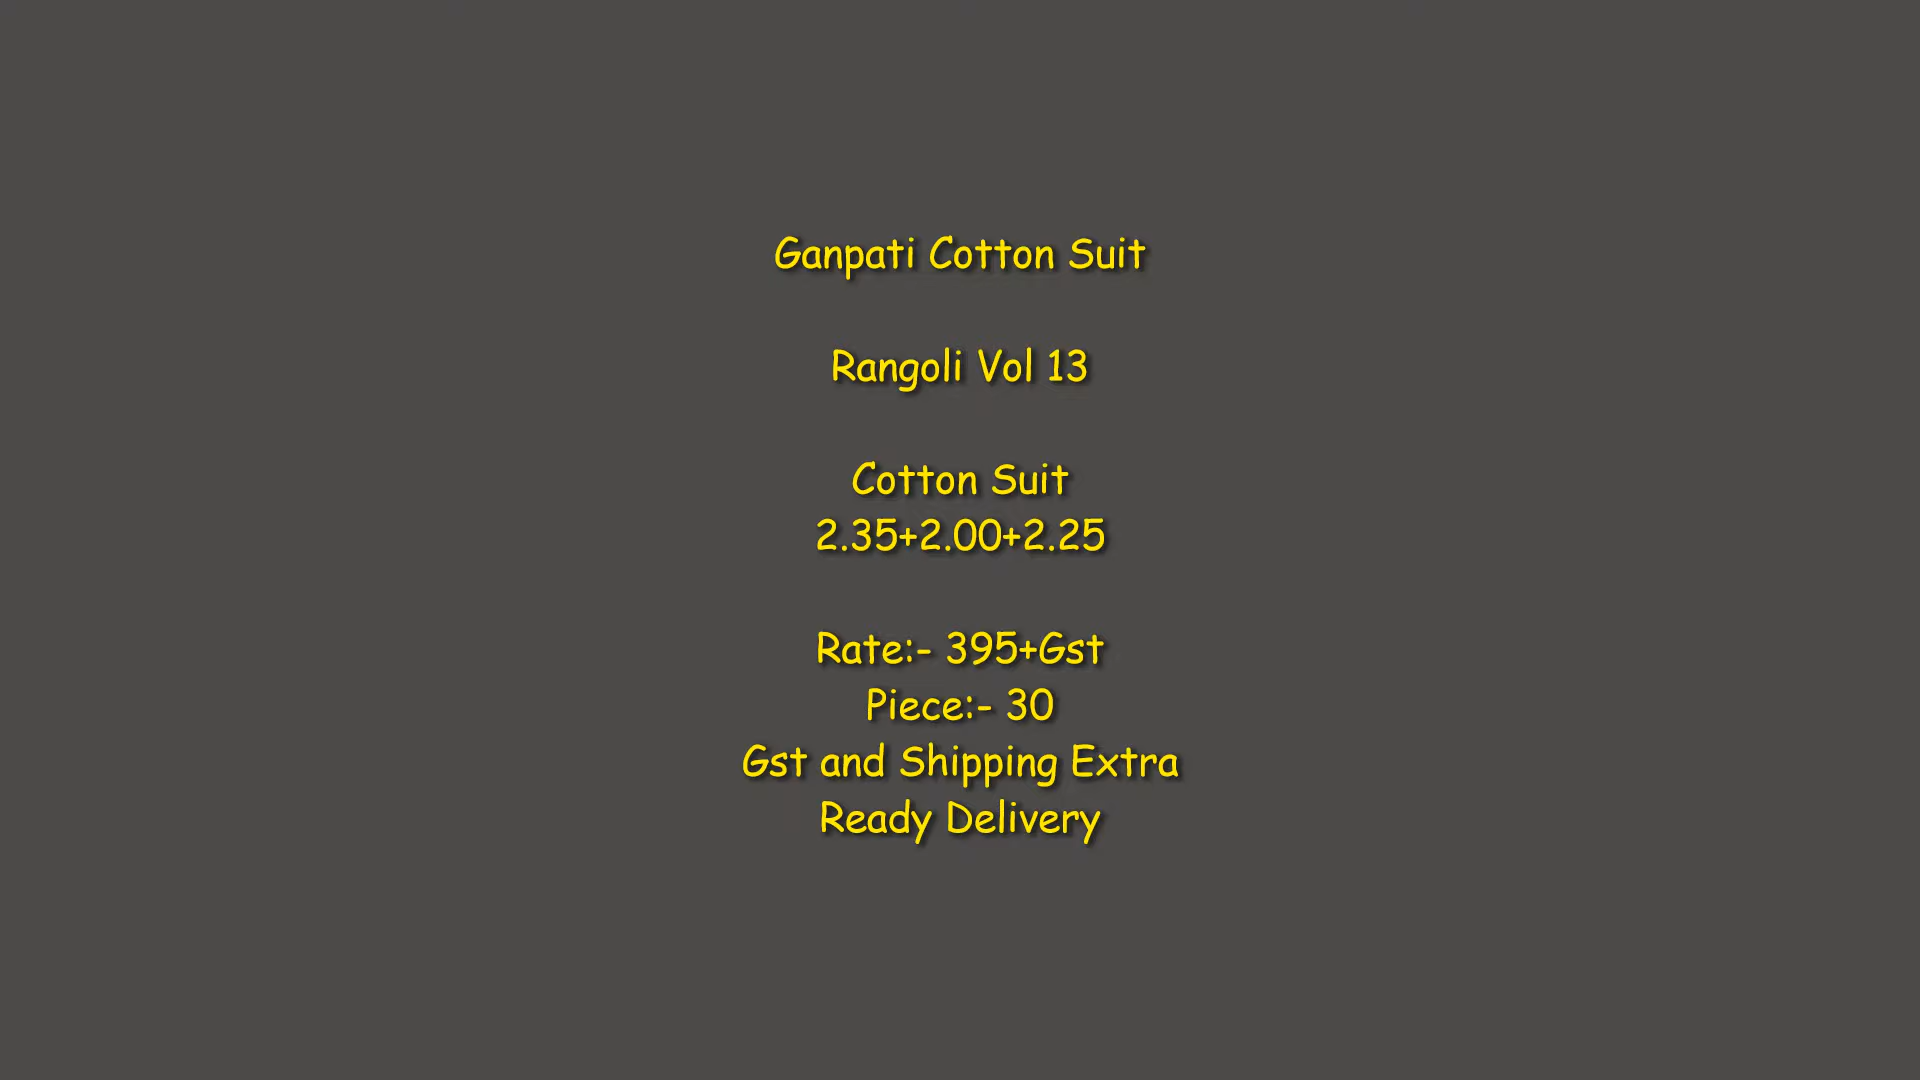 Ganpati Cotton Suit
Rangoli Vol 13
Cotton Suit
2.35+2.00+2.25
Rate:- 395+Gst
Piece:- 30
Gst and Shipping Extra
Ready Delivery